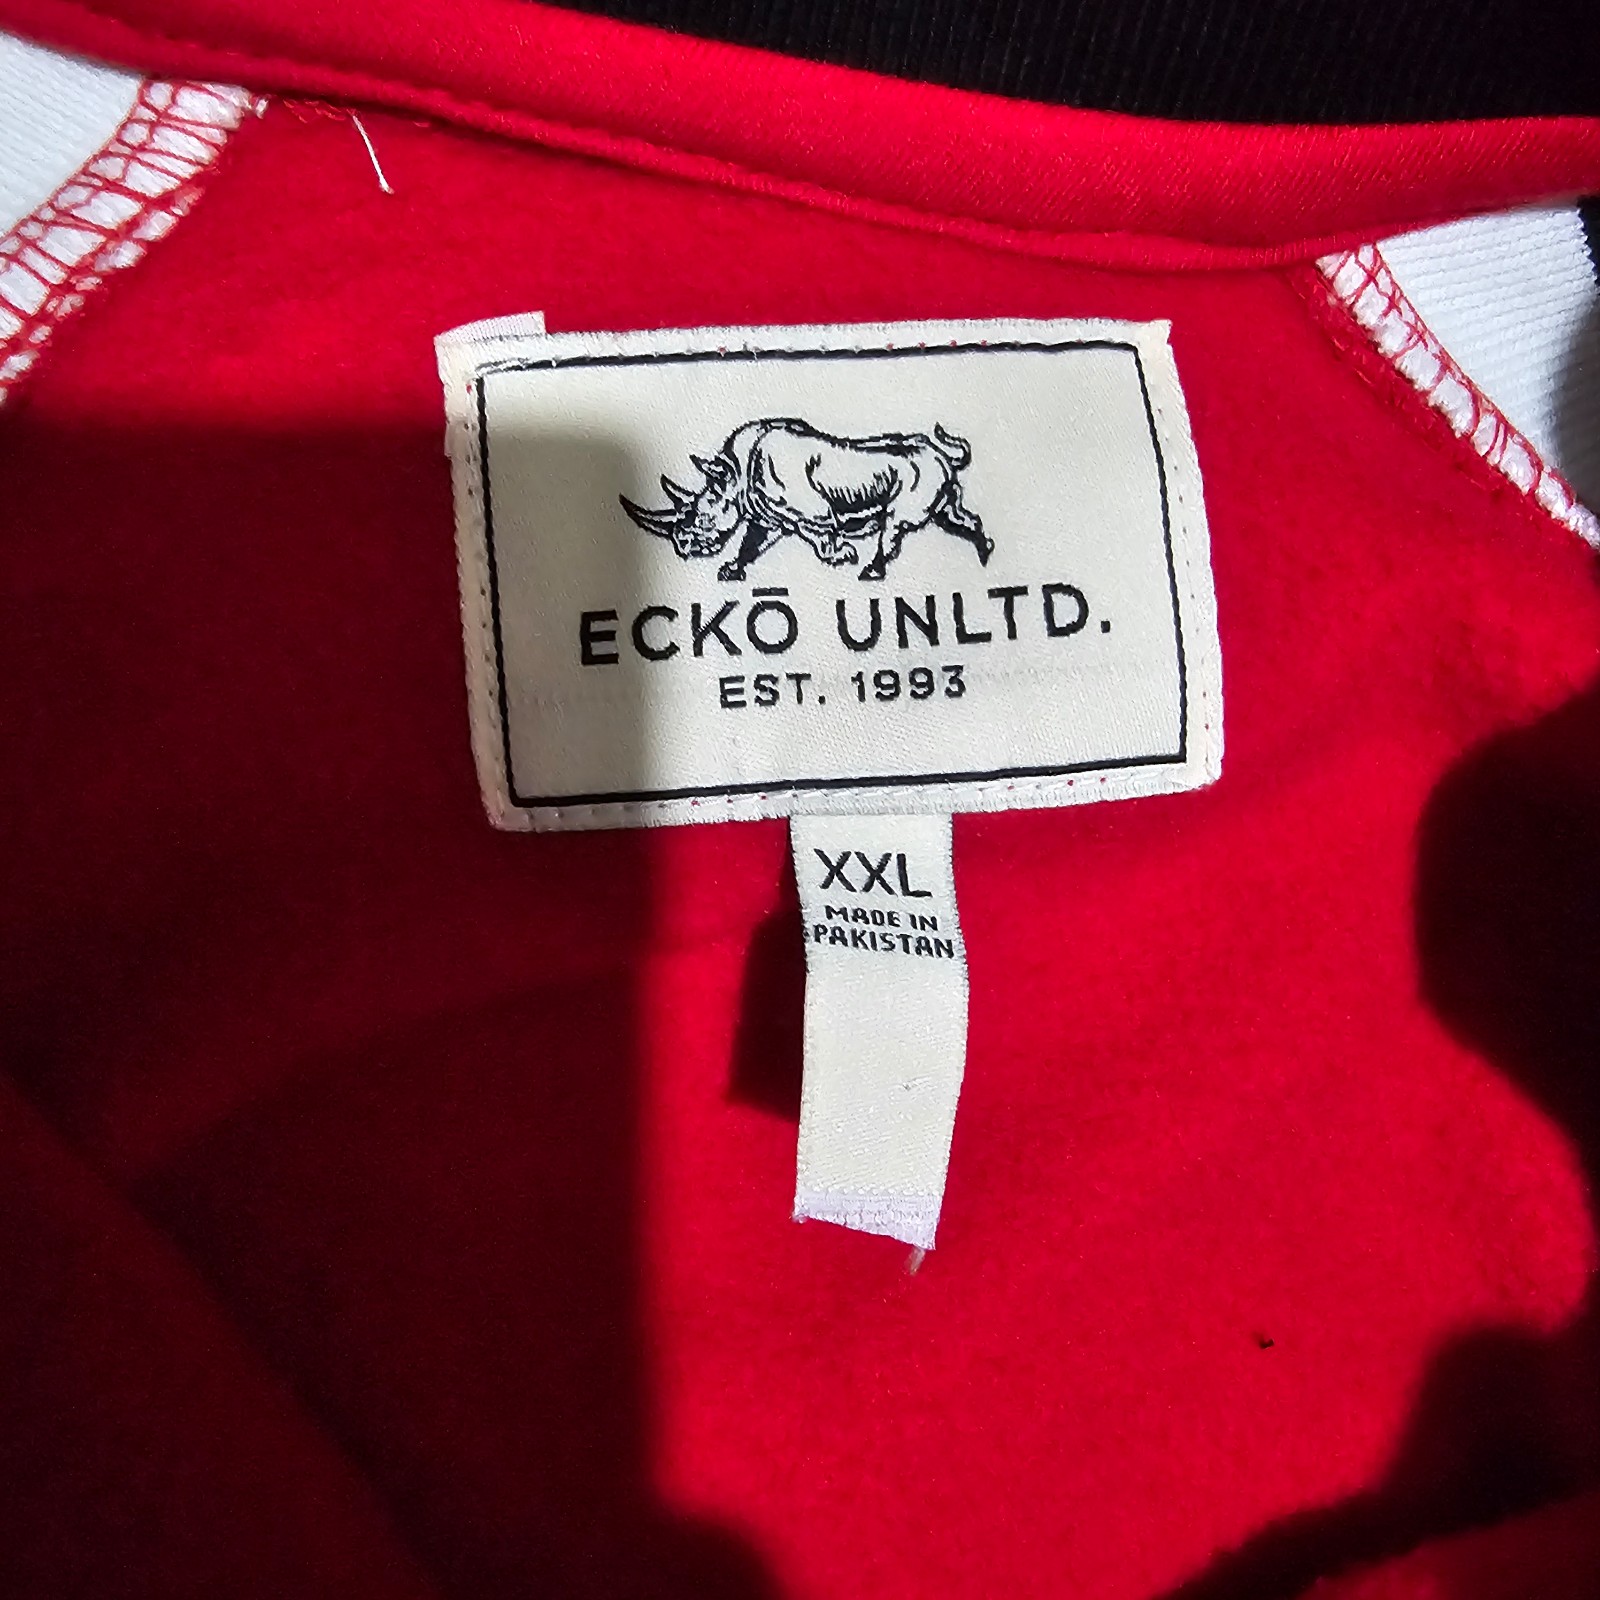 ECKŌ UNLTD.
EST. 1993
XXL
MADE IN
PAKISTAN